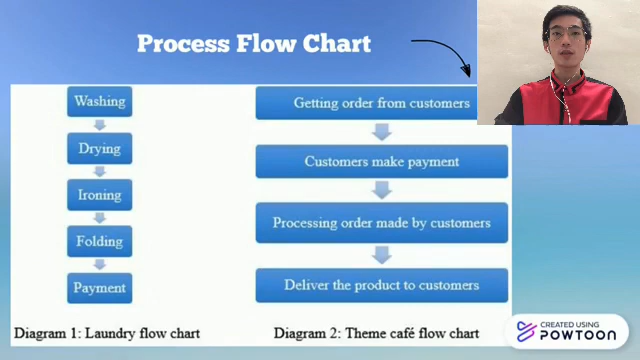 Process Flow Chart
Washing
Drying
Ironing
Folding
Payment
Diagram 1: Laundry flow chart
Getting order from customers
Customers make payment
Processing order made by customers
Deliver the product to customers
Diagram 2: Theme café flow chart
CREATED USING
POWTOON